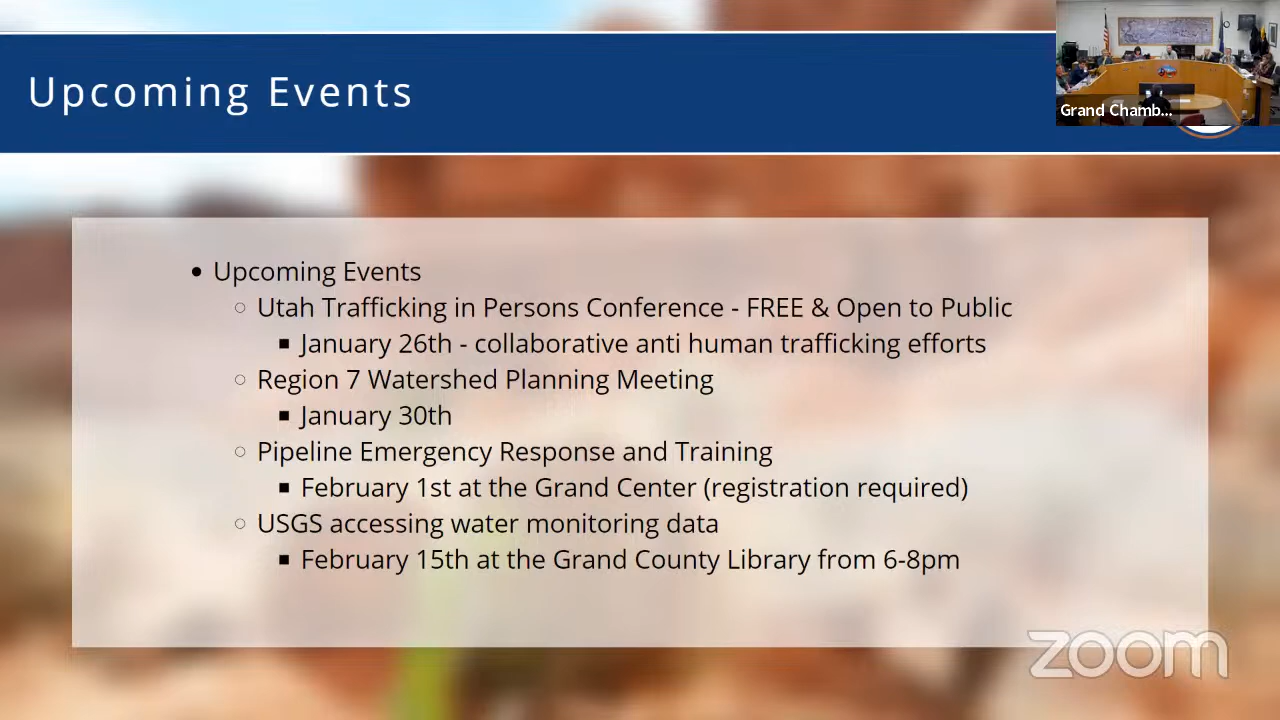 Upcoming Events
Grand Chamb...
Upcoming Events
Utah Trafficking in Persons Conference - FREE & Open to Public
January 26th - collaborative anti human trafficking efforts
Region 7 Watershed Planning Meeting
January 30th
Pipeline Emergency Response and Training
February 1st at the Grand Center (registration required)
USGS accessing water monitoring data
February 15th at the Grand County Library from 6-8pm
zoom